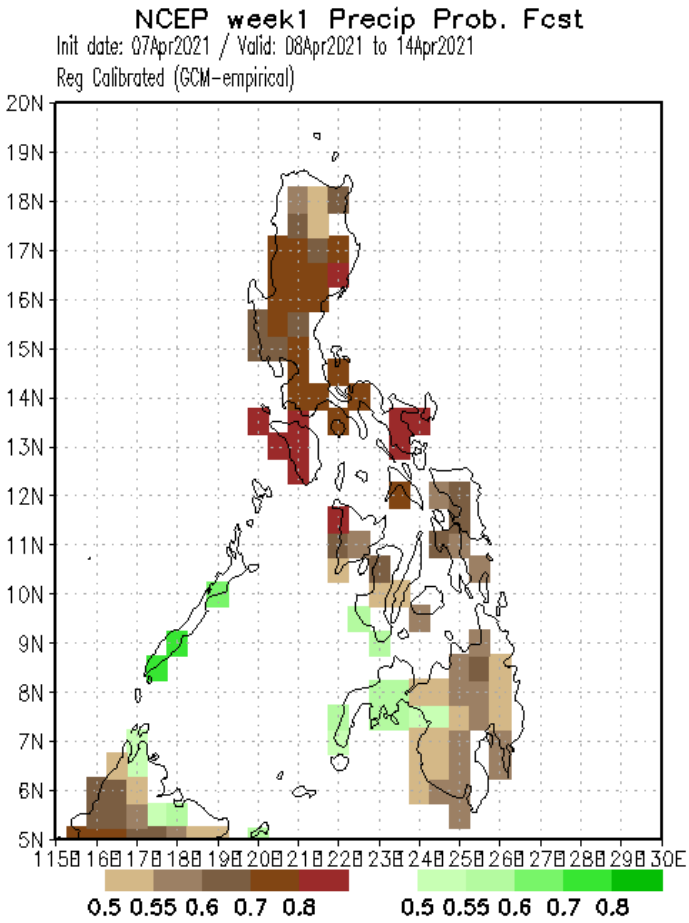 NCEP week1 Precip Prob. Fcst
Init date: 07Apr2021 / Valid: 08Apr2021 to 14Apr2021
Reg Calibrated (GCM-empirical)
20N
19N
18N
17N
16N
15N
14N
13N
12N
11N
10N
9N
8N
7N
6N
5N
115E 116E 117E 118E 119E 120E 121E 122E 123E 124E 125E 126E 127E 128E 129E 130E
0.5 0.55 0.6 0.7 0.8 0.5 0.55 0.6 0.7 0.8